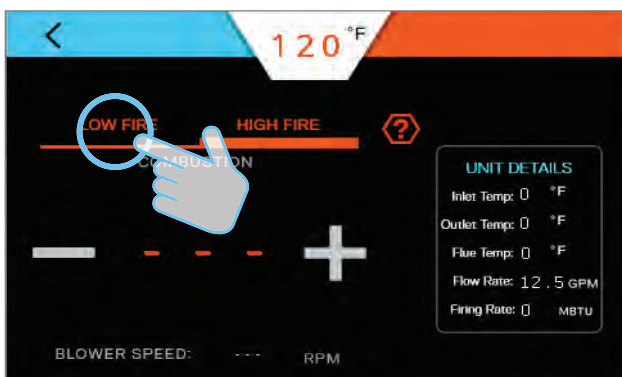 120°F
LOW FIRE HIGH FIRE ?
COMBUSTION
UNIT DETAILS
Inlet Temp: 0 °F
Outlet Temp: 0 °F
Flue Temp: 0 °F
Flow Rate: 12.5 GPM
Firing Rate: 0 MBTU
- - - - +
BLOWER SPEED: --- RPM